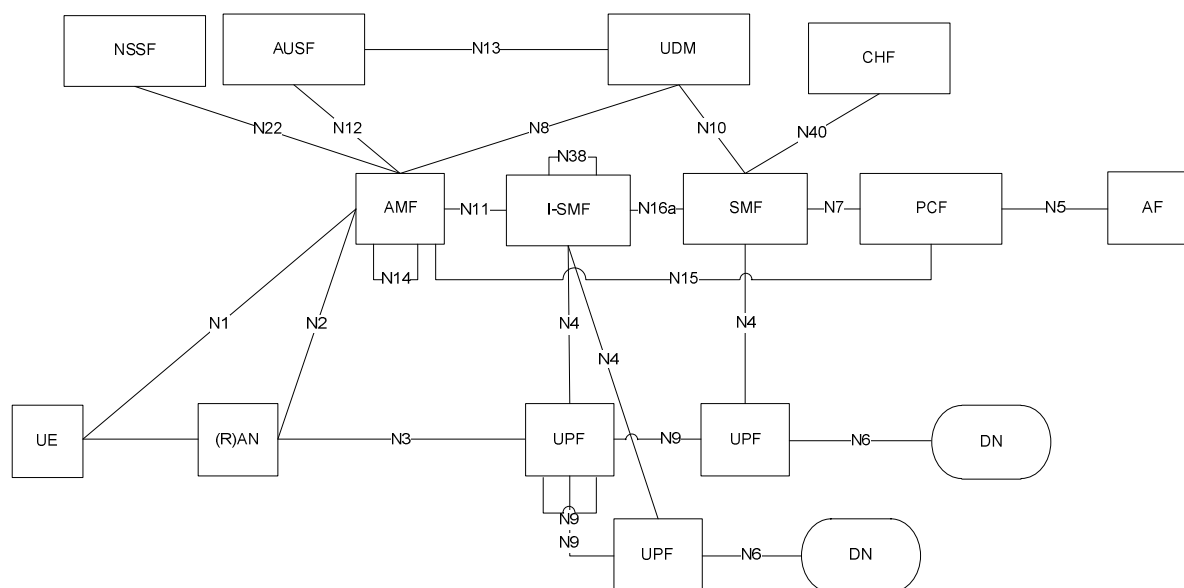 NSSF
AUSF
N13
UDM
CHF
N22
N12
N8
N10
N40
N38
AMF
N11
I-SMF
N16a
SMF
N7
PCF
N5
AF
N14
N15
N1
N2
N4
N4
N4
UE
(R)AN
N3
UPF
N9
UPF
N6
DN
N9
N9
UPF
N6
DN